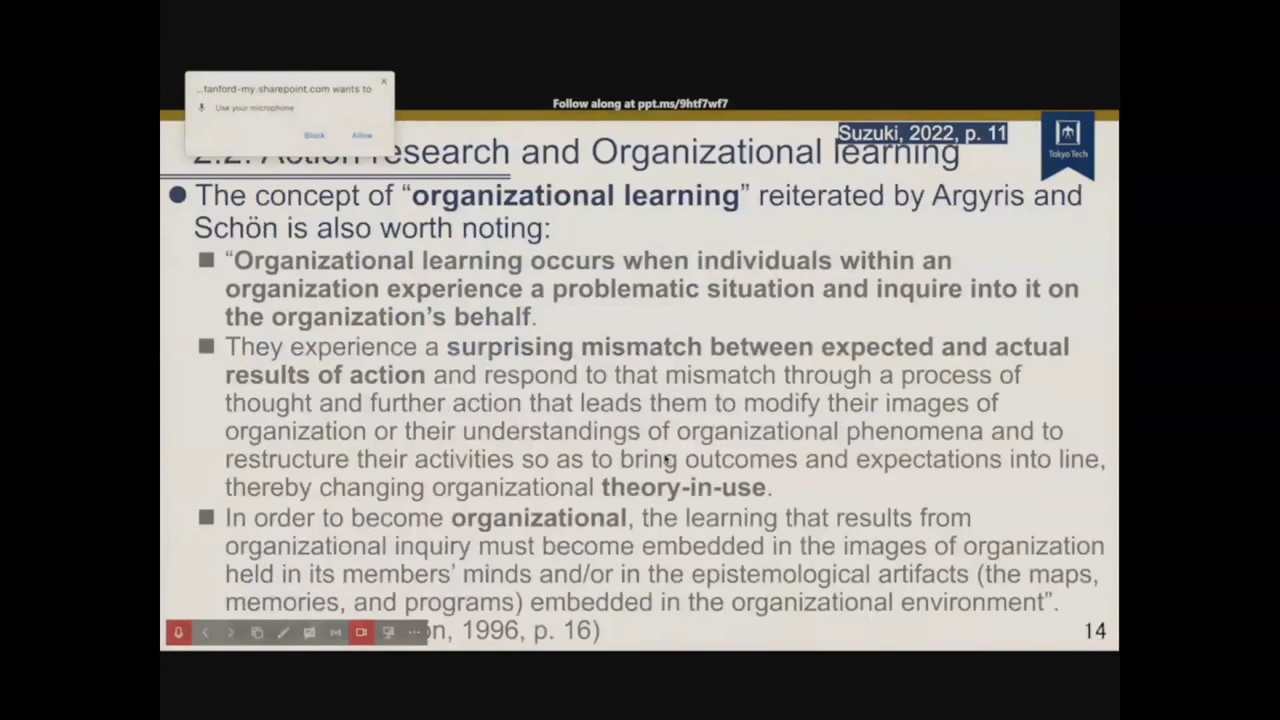 ...tanford-my.sharepoint.com wants to
×
Use your microphone
Block
Allow
Follow along at ppt.ms/9htf7wf7
Suzuki, 2022, p. 11
Tokyo Tech
2.2. Action research and Organizational learning
The concept of “organizational learning” reiterated by Argyris and
Schön is also worth noting:
“Organizational learning occurs when individuals within an
organization experience a problematic situation and inquire into it on
the organization’s behalf.
They experience a surprising mismatch between expected and actual
results of action and respond to that mismatch through a process of
thought and further action that leads them to modify their images of
organization or their understandings of organizational phenomena and to
restructure their activities so as to bring outcomes and expectations into line,
thereby changing organizational theory-in-use.
In order to become organizational, the learning that results from
organizational inquiry must become embedded in the images of organization
held in its members’ minds and/or in the epistemological artifacts (the maps,
memories, and programs) embedded in the organizational environment”.
on, 1996, p. 16)
14